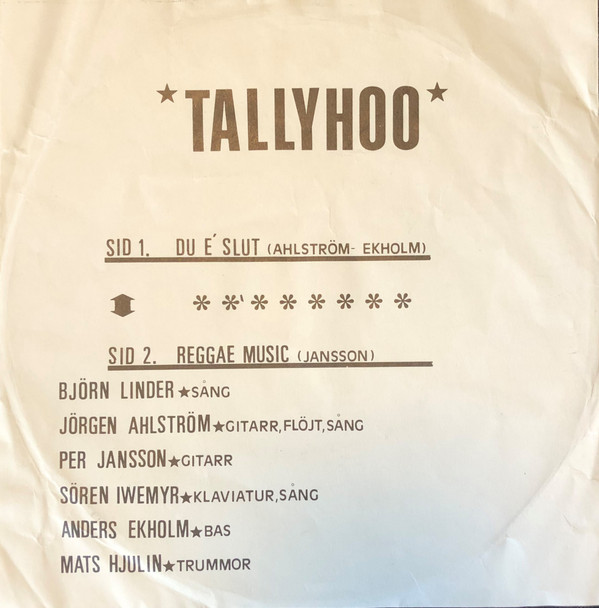 ★TALLYHOO★
SID 1. DU E´ SLUT (AHLSTRÖM- EKHOLM)
* * * * * * * *
SID 2. REGGAE MUSIC (JANSSON)
BJÖRN LINDER★SÅNG
JÖRGEN AHLSTRÖM★GITARR,FLÖJT,SÅNG
PER JANSSON★GITARR
SÖREN IWEMYR★KLAVIATUR,SÅNG
ANDERS EKHOLM★BAS
MATS HJULIN★TRUMMOR